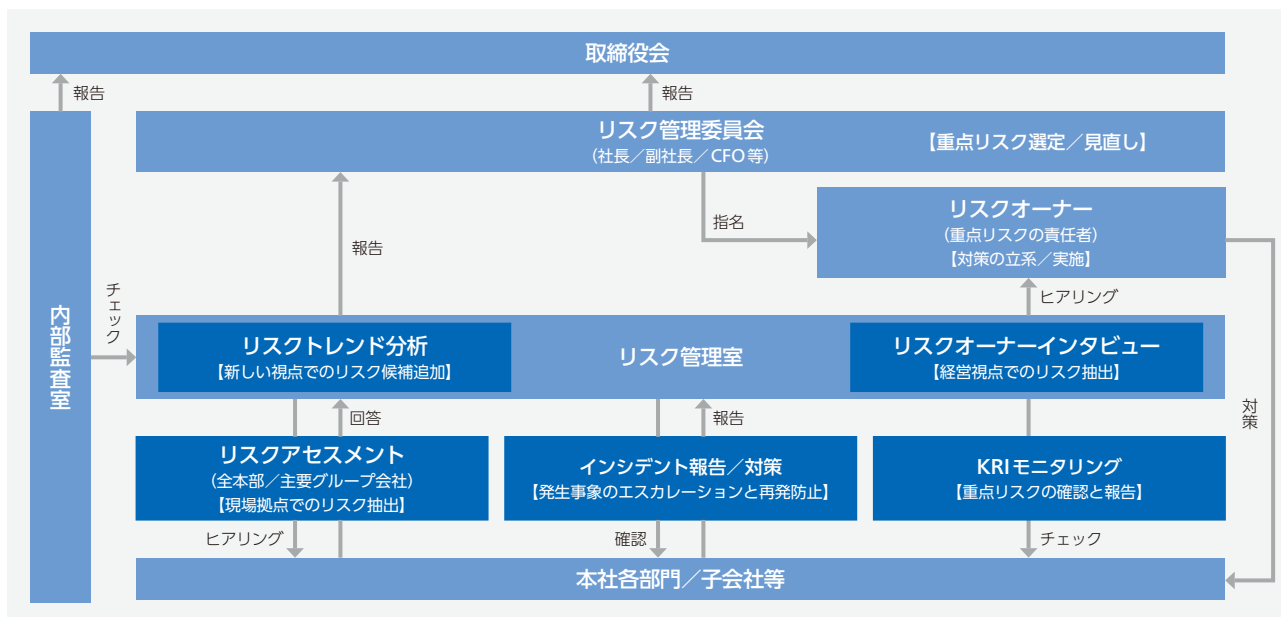 取締役会
報告
報告
リスク管理委員会
(社長／副社長／CFO等)
【重点リスク選定／見直し】
指名
リスクオーナー
(重点リスクの責任者)
【対策の立系／実施】
報告
チェック
内部監査室
ヒアリング
リスクトレンド分析
【新しい視点でのリスク候補追加】
リスク管理室
リスクオーナーインタビュー
【経営視点でのリスク抽出】
対策
回答
報告
リスクアセスメント
(全本部／主要グループ会社)
【現場拠点でのリスク抽出】
インシデント報告／対策
【発生事象のエスカレーションと再発防止】
KRIモニタリング
【重点リスクの確認と報告】
ヒアリング
確認
チェック
本社各部門／子会社等